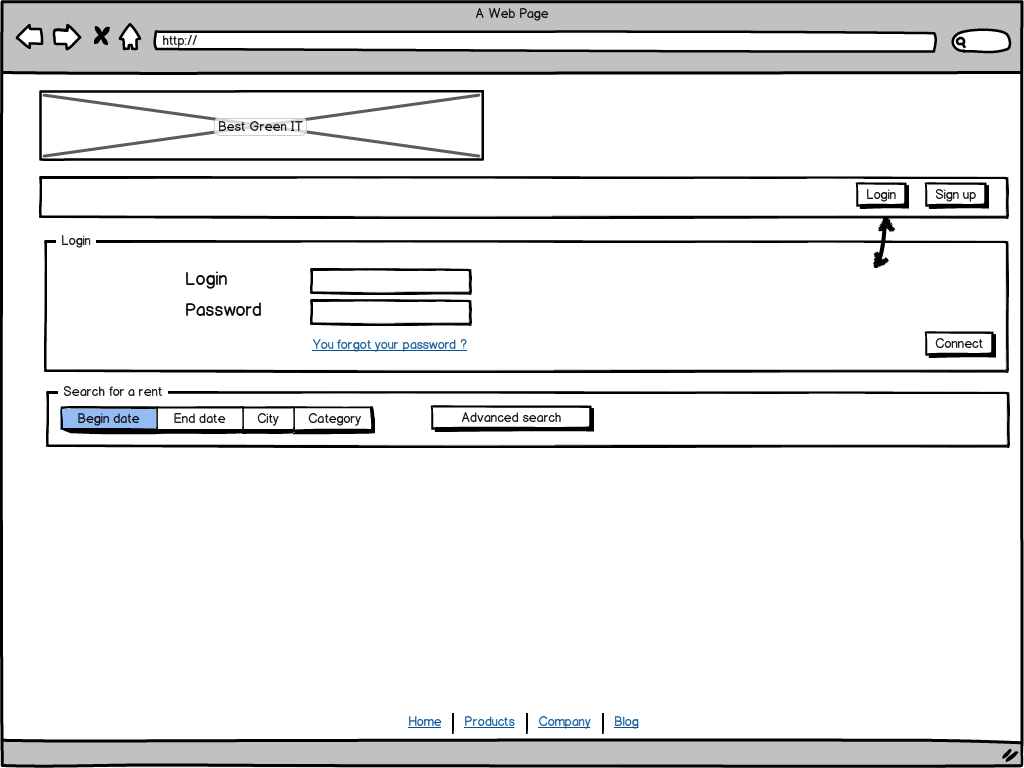 A Web Page
http://
Best Green IT
Login Sign up
Login
Login
Password
You forgot your password ?
Connect
Search for a rent
Begin date End date City Category Advanced search
Home Products Company Blog